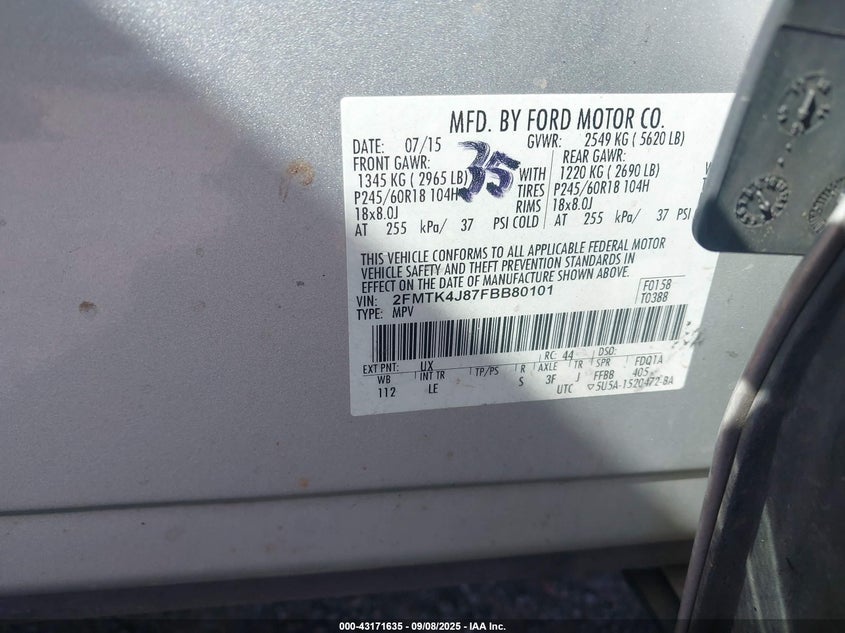 MFD. BY FORD MOTOR CO.
DATE: 07/15 GVWR: 2549 KG ( 5620 LB)
FRONT GAWR: REAR GAWR:
1345 KG ( 2965 LB) WITH 1220 KG ( 2690 LB)
35
P245/60R18 104H TIRES P245/60R18 104H
18x8.0J RIMS 18x8.0J
AT 255 kPa/ 37 PSI COLD AT 255 kPa/ 37 PSI
THIS VEHICLE CONFORMS TO ALL APPLICABLE FEDERAL MOTOR
VEHICLE SAFETY AND THEFT PREVENTION STANDARDS IN
EFFECT ON THE DATE OF MANUFACTURE SHOWN ABOVE.
VIN: 2FMTK4J87FBB80101 F0158
TYPE: MPV T0388
RC: 44 DSO:
EXT PNT: UX FDQ1A
WB INT TR TP/PS R AXLE TR SPR 405
112 LE S 3F J FFBB
UTC ▽5U5A-1520472-BA
000-43171635 - 09/08/2025 - IAA Inc.